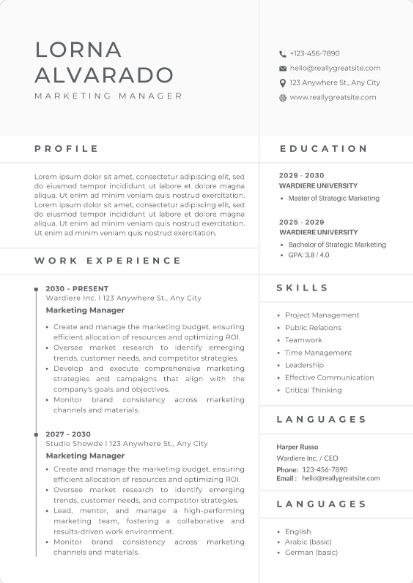 LORNA
ALVARADO
MARKETING MANAGER
+123-456-7890
hello@reallygreatsite.com
123 Anywhere St., Any City
www.reallygreatsite.com
PROFILE
Lorem ipsum dolor sit amet, consectetur adipiscing elit, sed
do eiusmod tempor incididunt ut labore et dolore magna
aliqua. Ut enim ad minim veniam quis nostrud exercitation.
Lorem ipsum dolor sit amet, consectetur adipiscing elit, sed
do eiusmod tempor incididunt ut labore et dolore magna
aliqua. Ut enim ad minim veniam quis nostrud exercitation.
Ut enim ad minim veniam quis nostrud exercitation.
WORK EXPERIENCE
2030 - PRESENT
Wardiere Inc. | 123 Anywhere St., Any City
Marketing Manager
• Create and manage the marketing budget, ensuring
efficient allocation of resources and optimizing ROI.
• Oversee market research to identify emerging
trends, customer needs, and competitor strategies.
• Develop and execute comprehensive marketing
strategies and campaigns that align with the
company's goals and objectives.
• Monitor brand consistency across marketing
channels and materials.
2027 - 2030
Studio Showde | 123 Anywhere St., Any City
Marketing Manager
• Create and manage the marketing budget, ensuring
efficient allocation of resources and optimizing ROI.
• Oversee market research to identify emerging
trends, customer needs, and competitor strategies.
• Lead, mentor, and manage a high-performing
marketing team, fostering a collaborative and
results-driven work environment.
• Monitor brand consistency across marketing
channels and materials.
EDUCATION
2029 - 2030
WARDIERE UNIVERSITY
• Master of Strategic Marketing
2025 - 2029
WARDIERE UNIVERSITY
• Bachelor of Strategic Marketing
• GPA: 3.8 / 4.0
SKILLS
• Project Management
• Public Relations
• Teamwork
• Time Management
• Leadership
• Effective Communication
• Critical Thinking
LANGUAGES
Harper Russo
Wardiere Inc. / CEO
Phone: 123-456-7890
Email : hello@reallygreatsite.com
LANGUAGES
• English
• Arabic (basic)
• German (basic)